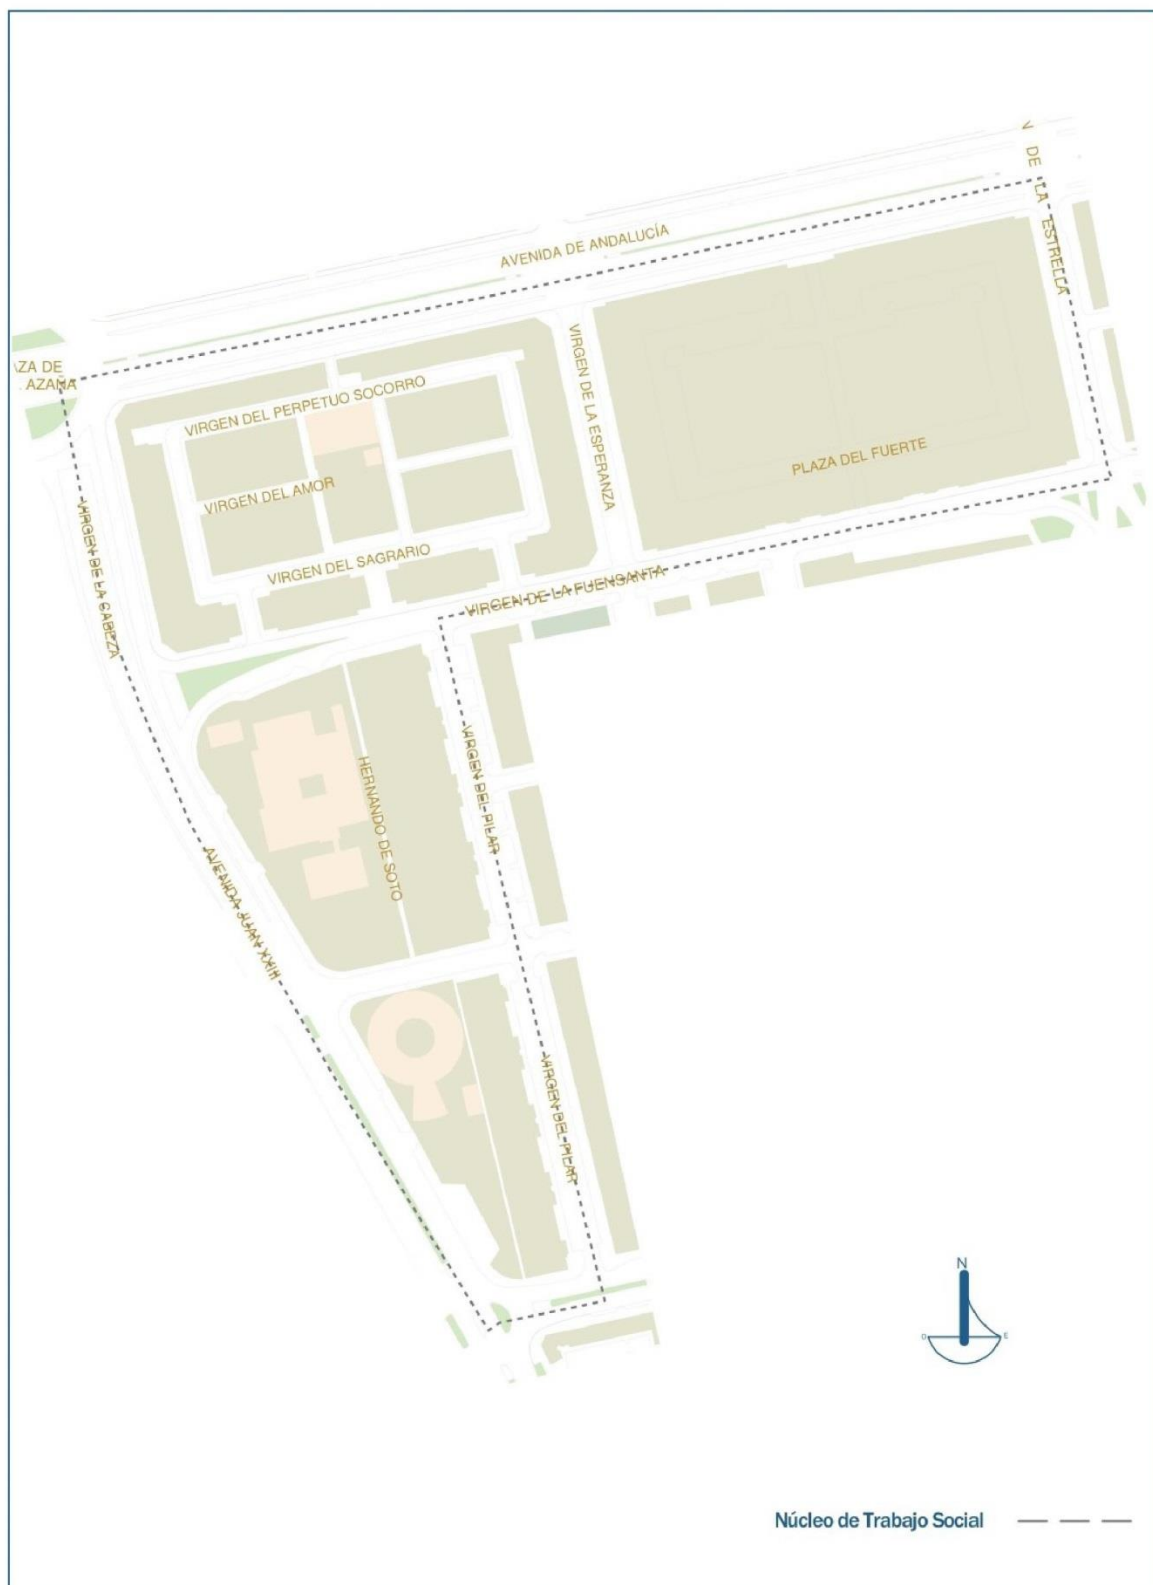 V DE LA ESTRELLA
AVENIDA DE ANDALUCÍA
AZA DE
AZAÑA
VIRGEN DEL PERPETUO SOCORRO
VIRGEN DE LA ESPERANZA
PLAZA DEL FUERTE
VIRGEN DEL AMOR
VIRGEN DE LA CABEZA
VIRGEN DEL SAGRARIO
VIRGEN DE LA FUENSANTA
VIRGEN DEL PILAR
HERNANDO DE SOTO
AVENIDA JUAN XXIII
VIRGEN DEL PILAR
N
O
E
Núcleo de Trabajo Social